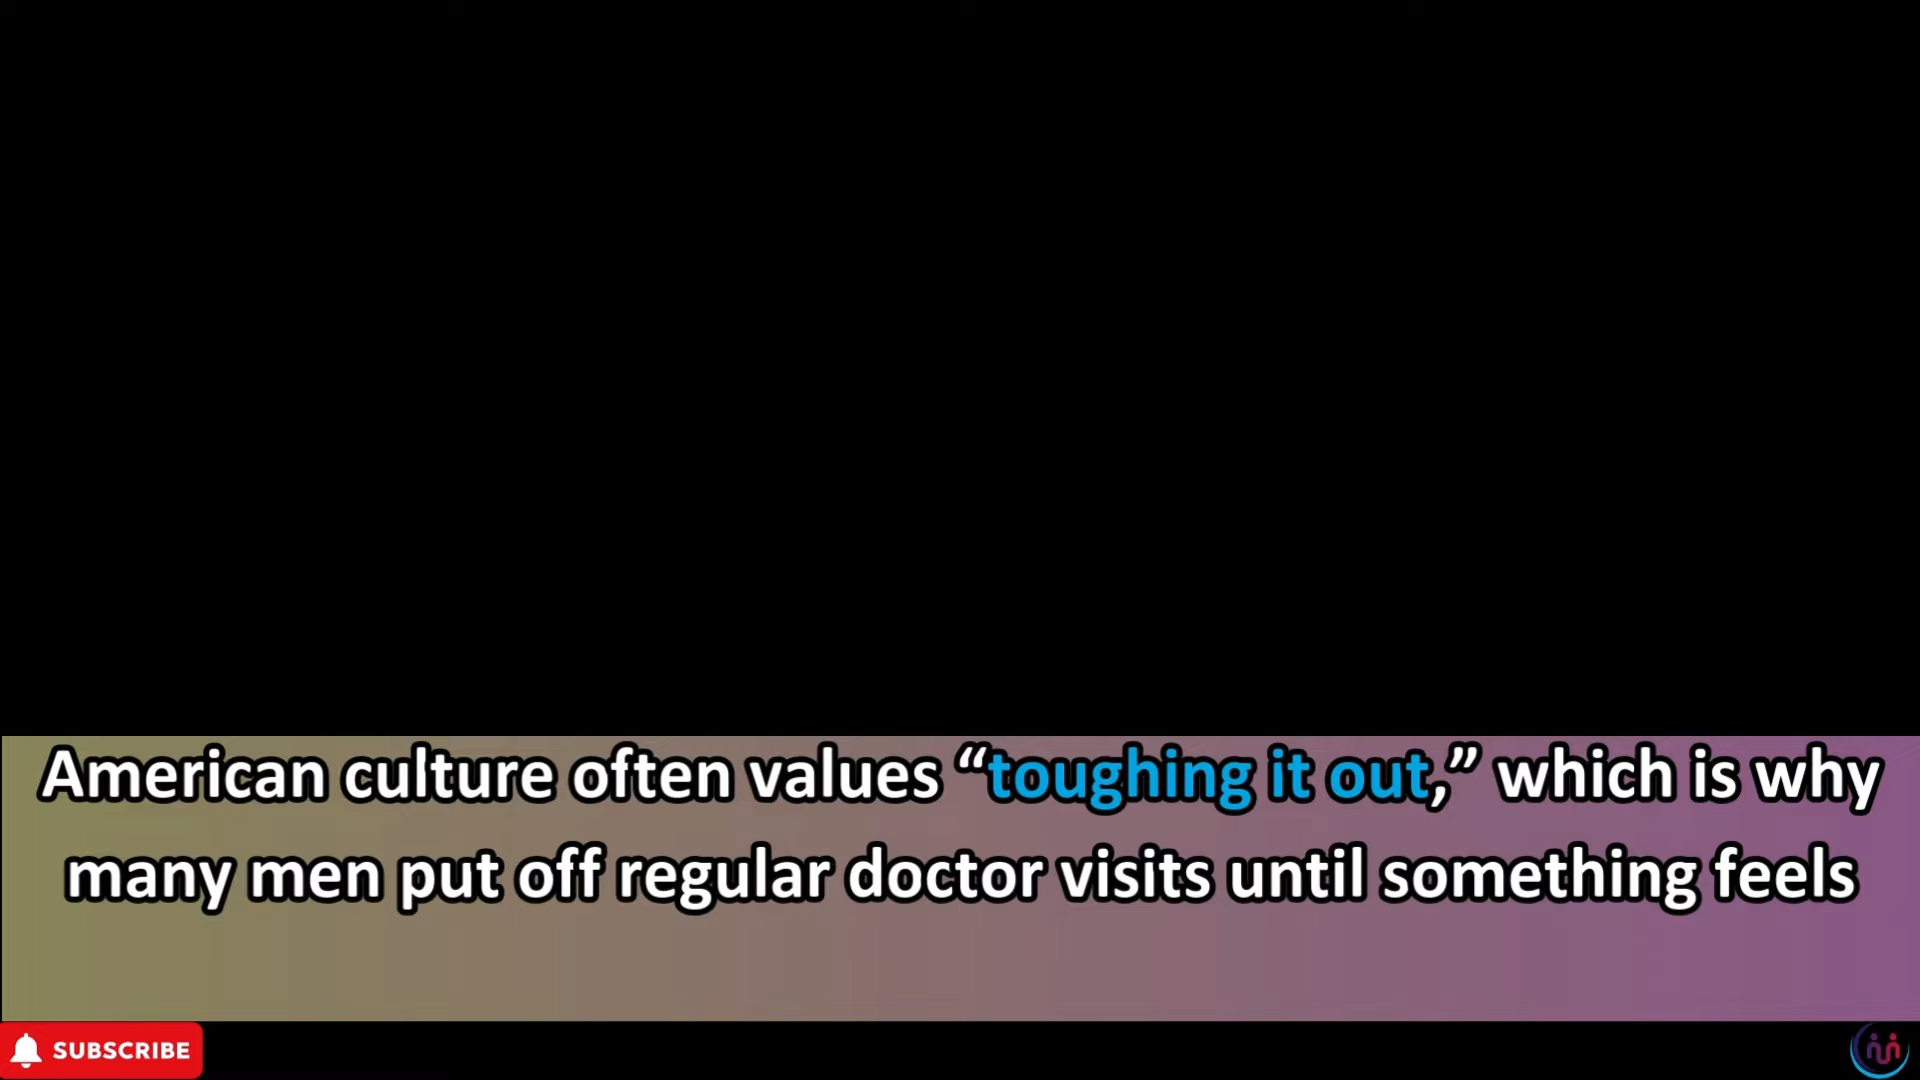 American culture often values “toughing it out,” which is why
many men put off regular doctor visits until something feels
SUBSCRIBE